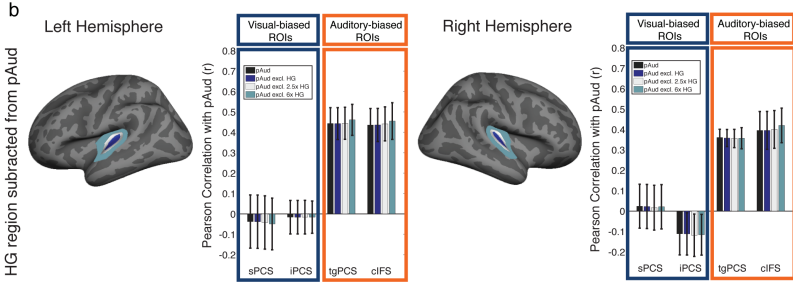 b
HG region subracted from pAud
Left Hemisphere
Visual-biased
ROIs
Auditory-biased
ROIs
Pearson Correlation with pAud (r)
0.8
0.7
0.6
0.5
0.4
0.3
0.2
0.1
0
-0.1
-0.2
pAud
pAud excl. HG
pAud excl. 2.5x HG
pAud excl. 6x HG
sPCS
iPCS
tgPCS
cIFS
Right Hemisphere
Visual-biased
ROIs
Auditory-biased
ROIs
Pearson Correlation with pAud (r)
0.8
0.7
0.6
0.5
0.4
0.3
0.2
0.1
0
-0.1
-0.2
pAud
pAud excl. HG
pAud excl. 2.5x HG
pAud excl. 6x HG
sPCS
iPCS
tgPCS
cIFS